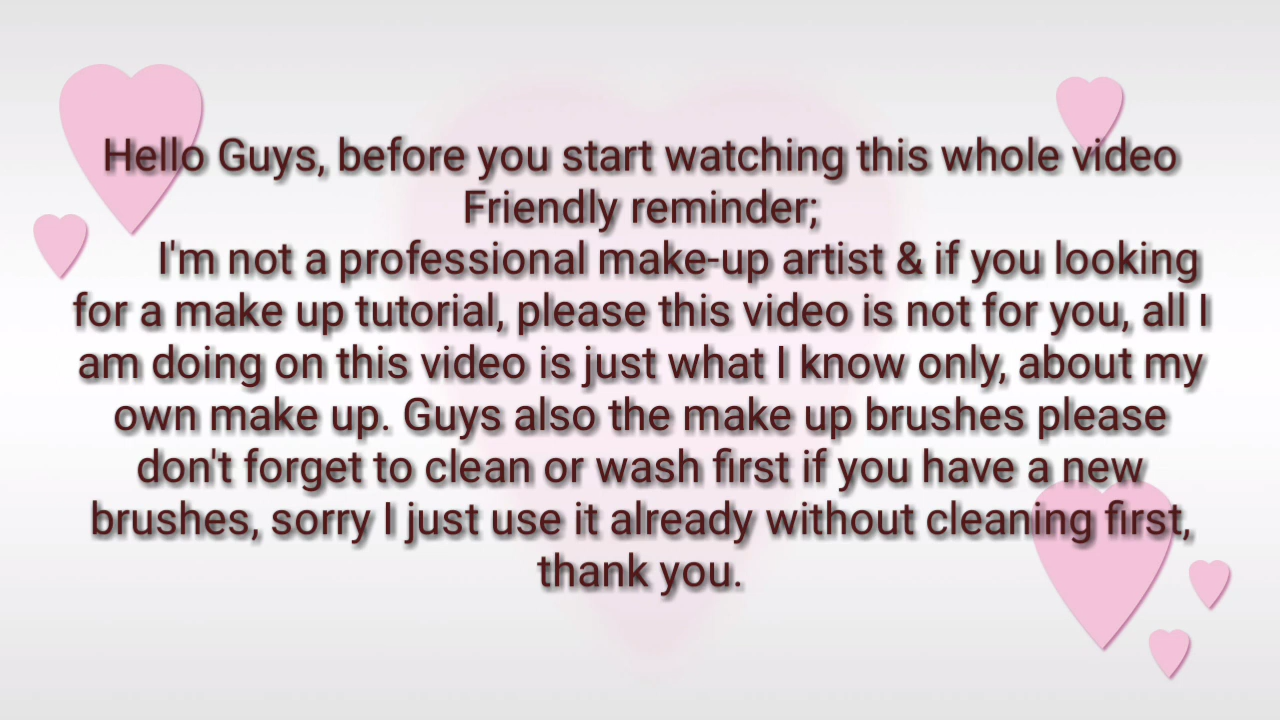 Hello Guys, before you start watching this whole video
Friendly reminder;
I'm not a professional make-up artist & if you looking
for a make up tutorial, please this video is not for you, all I
am doing on this video is just what I know only, about my
own make up. Guys also the make up brushes please
don't forget to clean or wash first if you have a new
brushes, sorry I just use it already without cleaning first,
thank you.